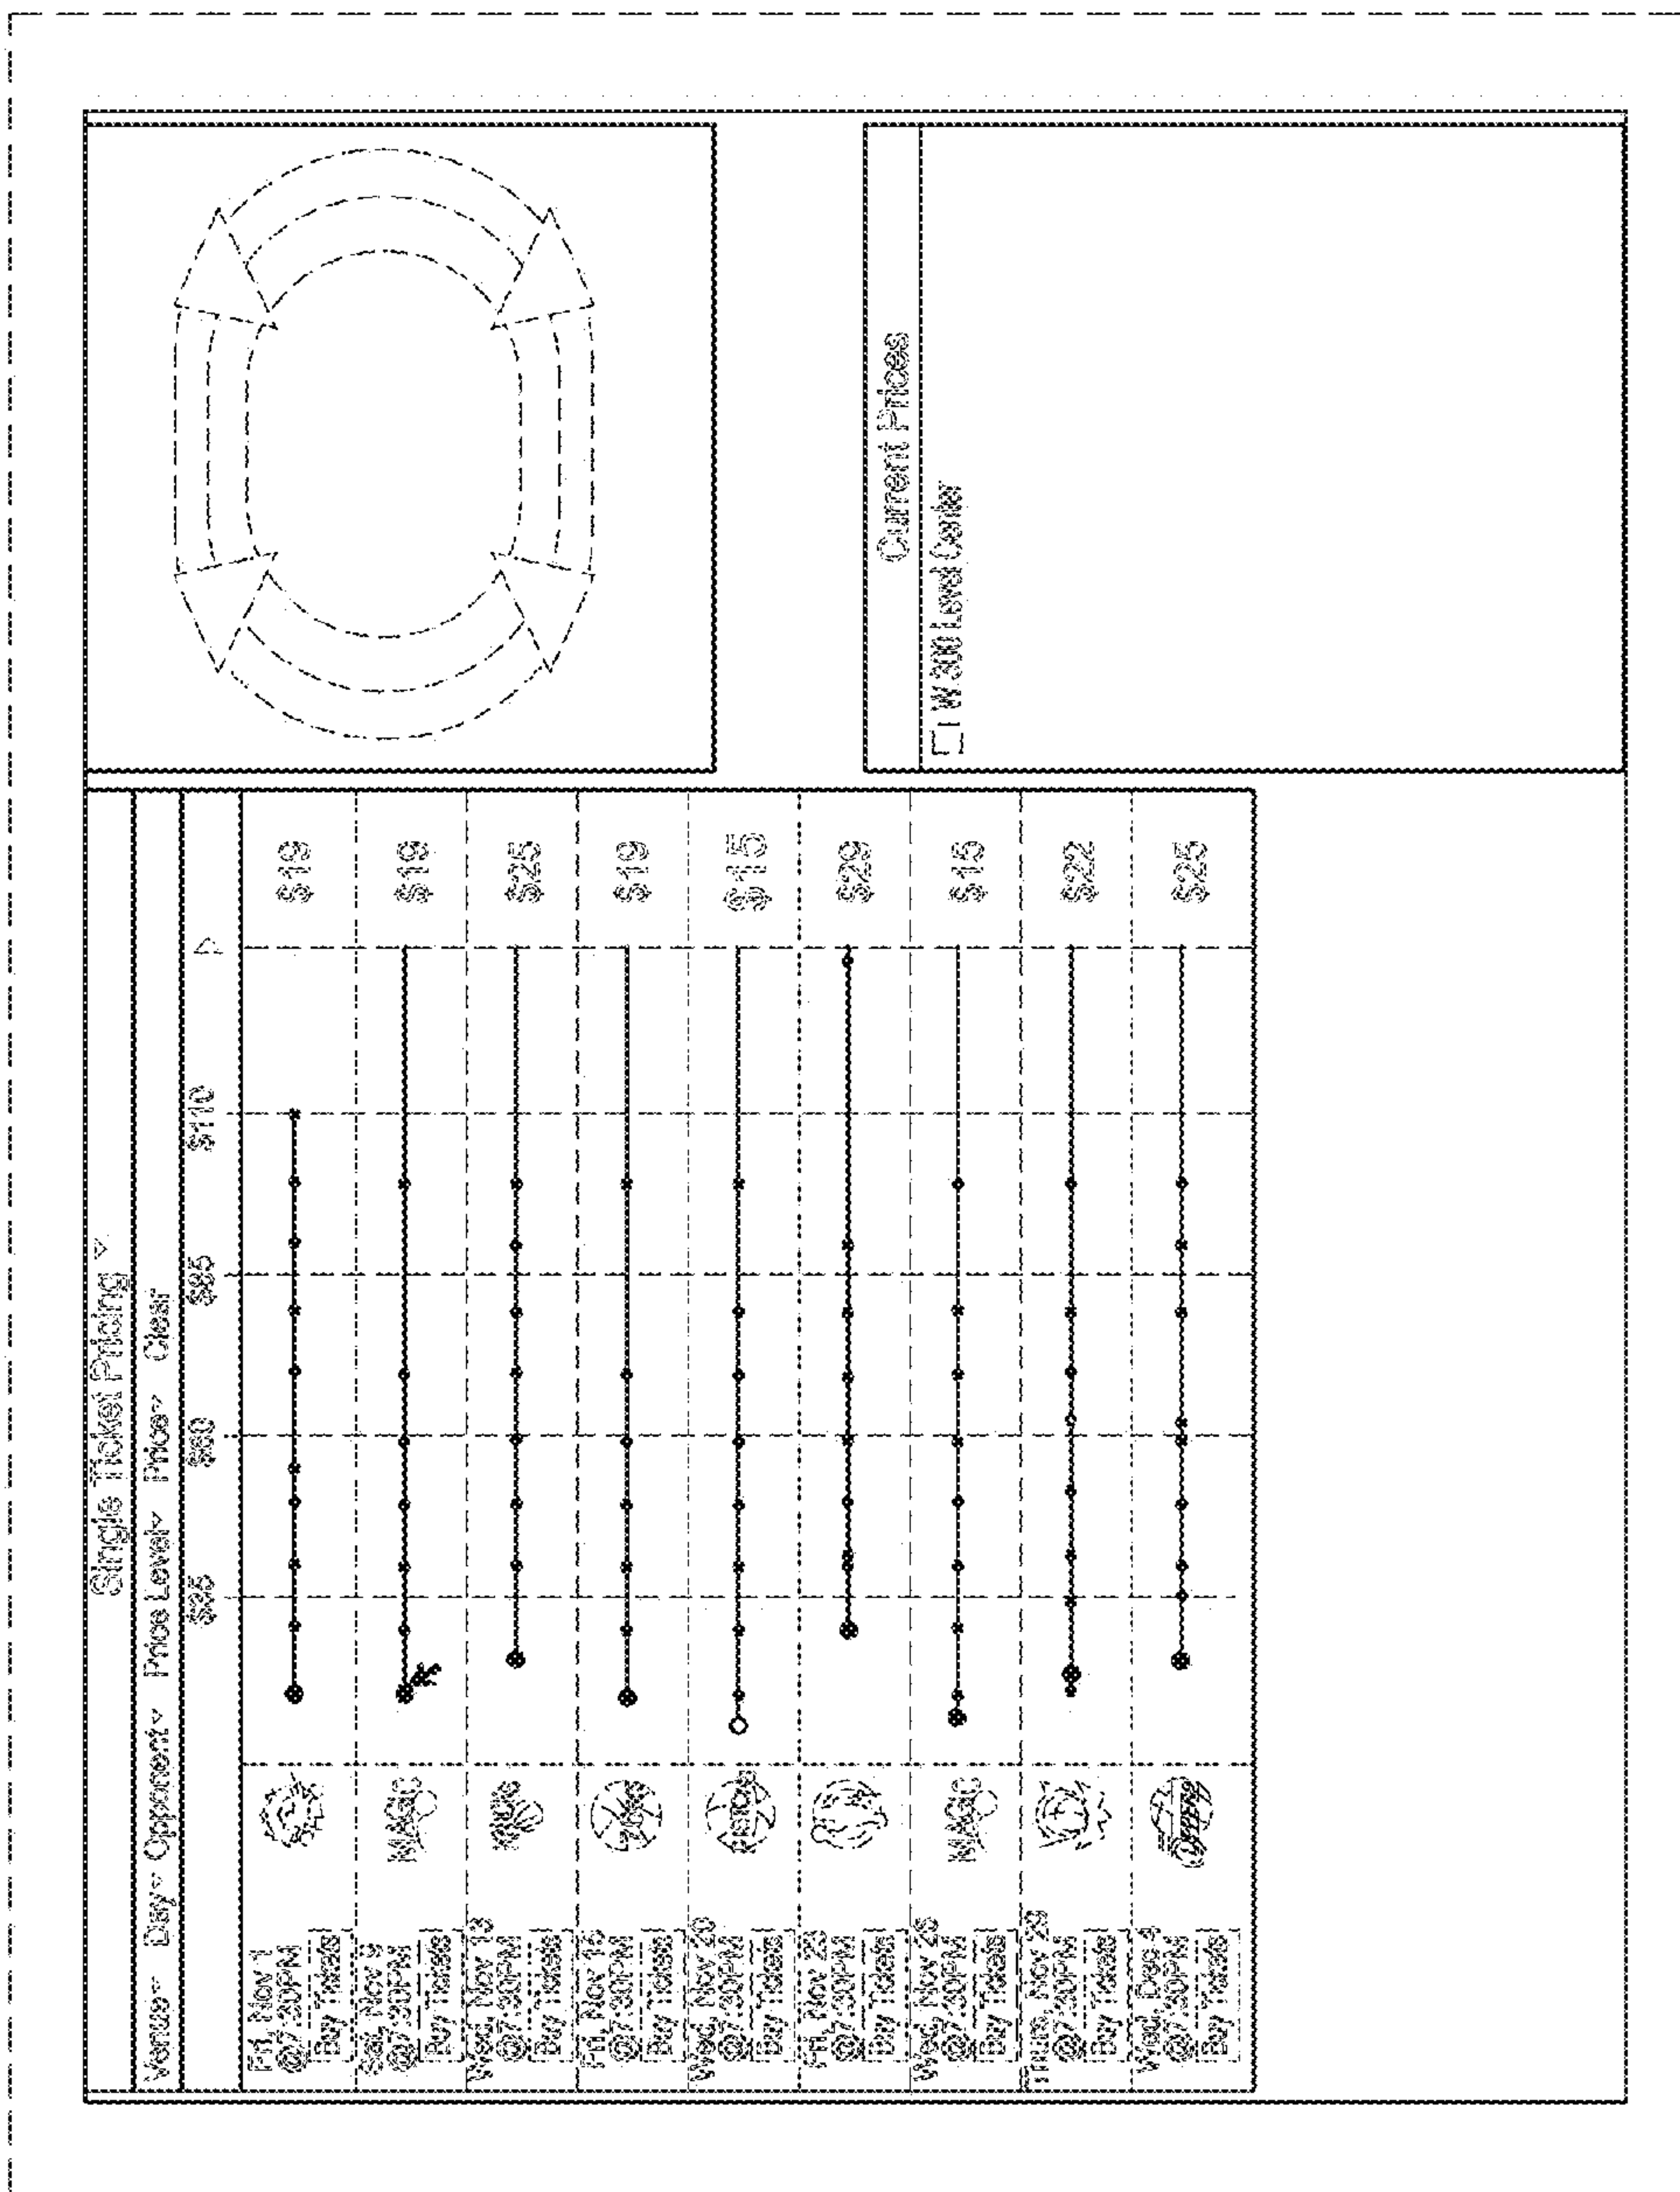 Single Ticket Pricing
Venue Day Opponent Price Level Price Clear
$35 $60 $85 $110
Fri, Nov 1
@7:30PM
Buy Tickets
$19
Sat, Nov 9
@7:30PM
Buy Tickets
MAGIC
$19
Wed, Nov 13
@7:30PM
Buy Tickets
$25
Fri, Nov 15
@7:30PM
Buy Tickets
$19
Wed, Nov 20
@7:30PM
Buy Tickets
PISTONS
$15
Fri, Nov 23
@7:30PM
Buy Tickets
$29
Wed, Nov
@7:30PM
Buy Tickets
MAGIC
$15
Thurs, Nov 29
@7:30PM
Buy Tickets
$22
Wed, Dec 4
@7:30PM
Buy Tickets
$25
Current Prices
W 300 Level Center